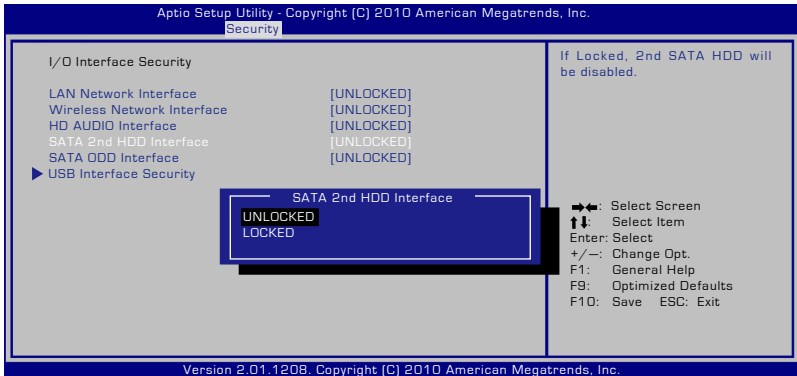 Aptio Setup Utility - Copyright (C) 2010 American Megatrends, Inc.
Security
I/O Interface Security
LAN Network Interface [UNLOCKED]
Wireless Network Interface [UNLOCKED]
HD AUDIO Interface [UNLOCKED]
SATA 2nd HDD Interface [UNLOCKED]
SATA ODD Interface [UNLOCKED]
USB Interface Security
SATA 2nd HDD Interface
UNLOCKED
LOCKED
If Locked, 2nd SATA HDD will
be disabled.
→←: Select Screen
↑↓: Select Item
Enter: Select
+/—: Change Opt.
F1: General Help
F9: Optimized Defaults
F10: Save ESC: Exit
Version 2.01.1208. Copyright (C) 2010 American Megatrends, Inc.